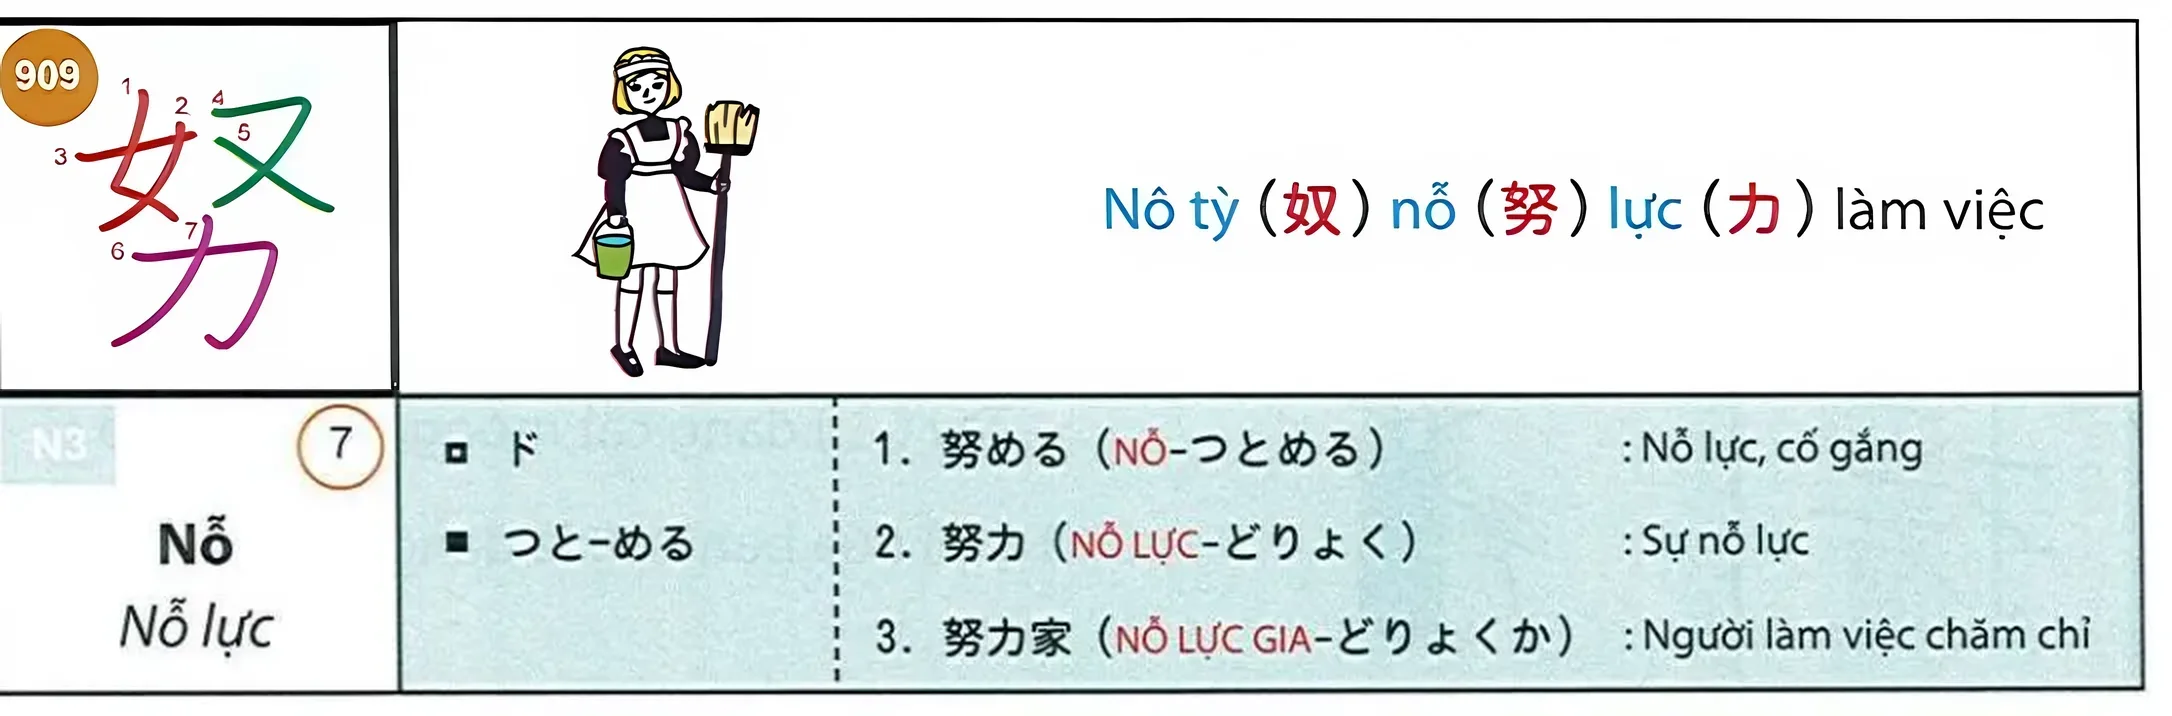 909
1
2
3
4
5
6
7
Nô tỳ (奴) nỗ (努) lực (力) làm việc
N3
7
Nỗ
Nỗ lực
ド
つと-める
1. 努める (NỖ-つとめる) : Nỗ lực, cố gắng
2. 努力 (NỖ LỰC-どりょく) : Sự nỗ lực
3. 努力家 (NỖ LỰC GIA-どりょくか) : Người làm việc chăm chỉ